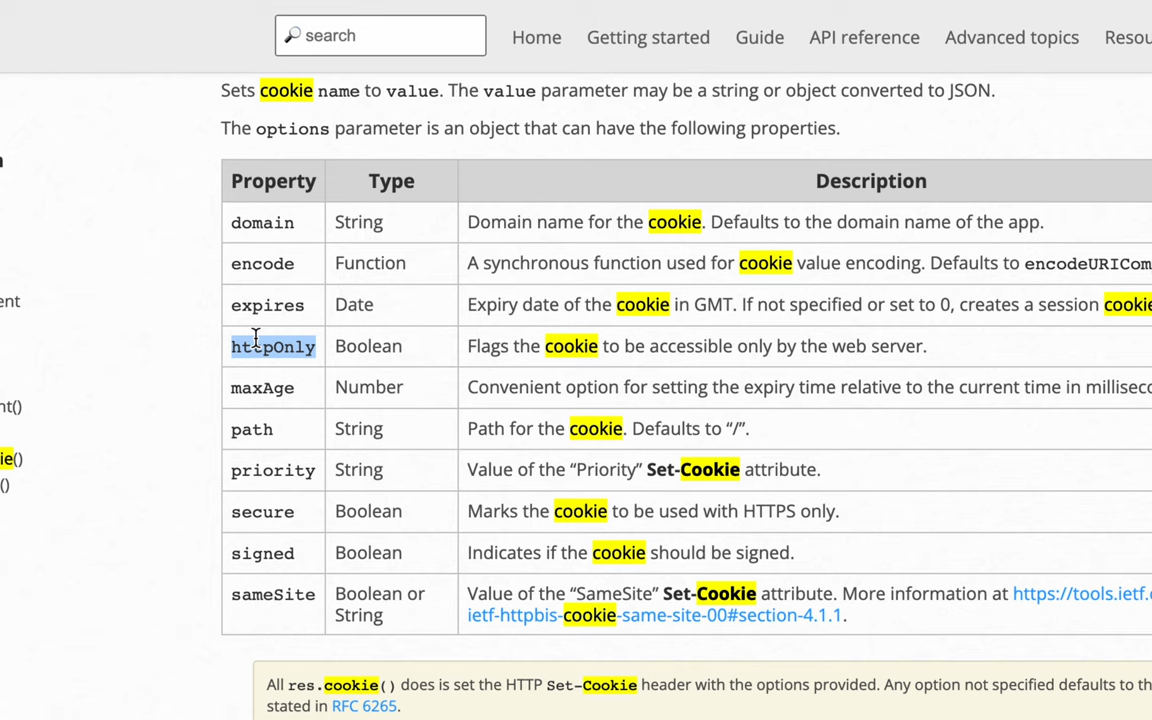 search
Home Getting started Guide API reference Advanced topics
Sets cookie name to value. The value parameter may be a string or object converted to JSON.
The options parameter is an object that can have the following properties.
Property Type Description
domain String Domain name for the cookie. Defaults to the domain name of the app.
encode Function A synchronous function used for cookie value encoding. Defaults to encodeURICom
expires Date Expiry date of the cookie in GMT. If not specified or set to 0, creates a session cookie
httpOnly Boolean Flags the cookie to be accessible only by the web server.
maxAge Number Convenient option for setting the expiry time relative to the current time in millisec
path String Path for the cookie. Defaults to “/”.
priority String Value of the “Priority” Set-Cookie attribute.
secure Boolean Marks the cookie to be used with HTTPS only.
signed Boolean Indicates if the cookie should be signed.
sameSite Boolean or String Value of the “SameSite” Set-Cookie attribute. More information at https://tools.ietf.
ietf-httpbis-cookie-same-site-00#section-4.1.1.
All res.cookie() does is set the HTTP Set-Cookie header with the options provided. Any option not specified defaults to th
stated in RFC 6265.